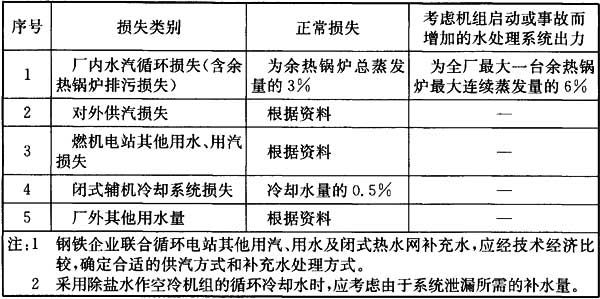 序号 损失类别 正常损失 考虑机组启动或事故而增加的水处理系统出力
1 厂内水汽循环损失(含余热锅炉排污损失) 为余热锅炉总蒸发量的3% 为全厂最大一台余热锅炉最大连续蒸发量的6%
2 对外供汽损失 根据资料 —
3 燃机电站其他用水、用汽损失 根据资料 —
4 闭式辅机冷却系统损失 冷却水量的0.5% —
5 厂外其他用水量 根据资料 —
注:1 钢铁企业联合循环电站其他用汽、用水及闭式热水网补充水,应经技术经济比
较,确定合适的供汽方式和补充水处理方式。
2 采用除盐水作空冷机组的循环冷却水时,应考虑由于系统泄漏所需的补水量。